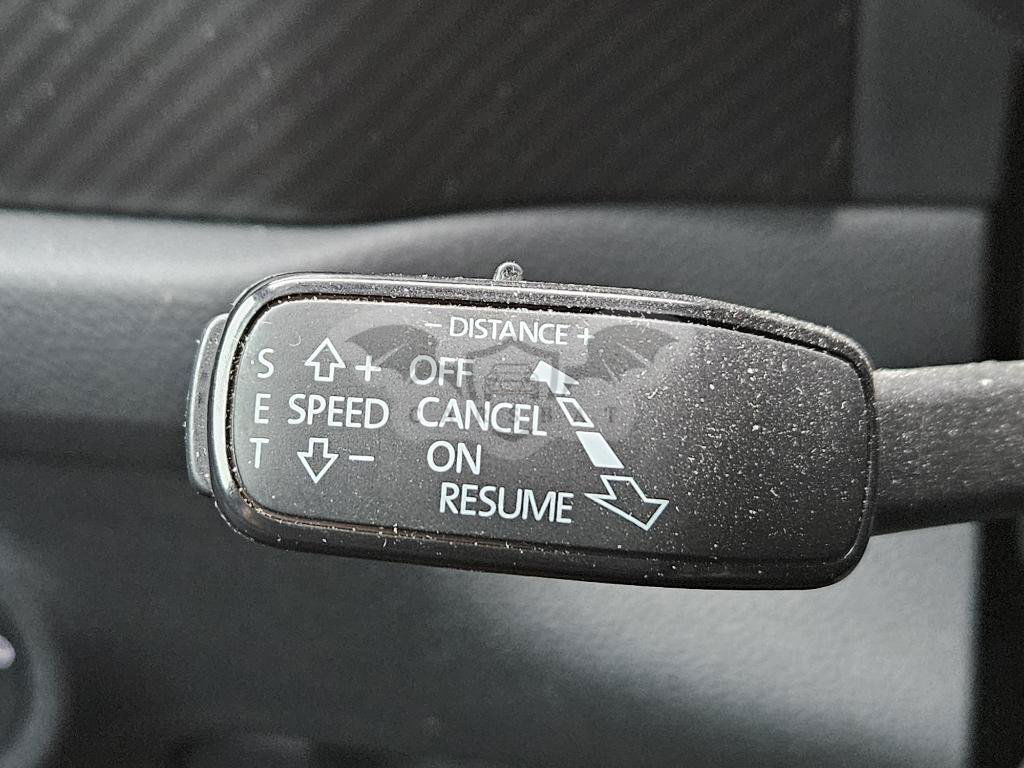 - DISTANCE +
S + OFF
E SPEED CANCEL
T - ON
RESUME